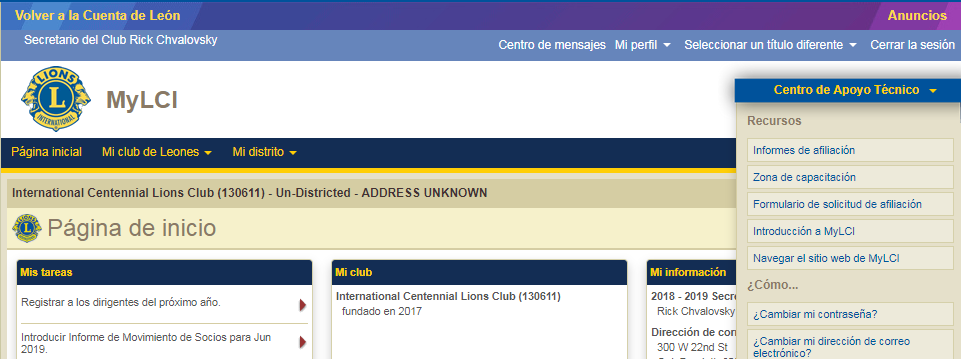 Volver a la Cuenta de León
Anuncios
Secretario del Club Rick Chvalovsky
Centro de mensajes Mi perfil Seleccionar un título diferente Cerrar la sesión
LIONS
L
INTERNATIONAL
MyLCI
Centro de Apoyo Técnico
Recursos
Informes de afiliación
Zona de capacitación
Formulario de solicitud de afiliación
Introducción a MyLCI
Navegar el sitio web de MyLCI
¿Cómo...
¿Cambiar mi contraseña?
¿Cambiar mi dirección de correo
electrónico?
Página inicial Mi club de Leones Mi distrito
International Centennial Lions Club (130611) - Un-Districted - ADDRESS UNKNOWN
Página de inicio
Mis tareas
Registrar a los dirigentes del próximo año.
Introducir Informe de Movimiento de Socios para Jun
2019.
Mi club
International Centennial Lions Club (130611)
fundado en 2017
Mi información
2018 - 2019 Secre
Rick Chvalovsky
Dirección de con
300 W 22nd St